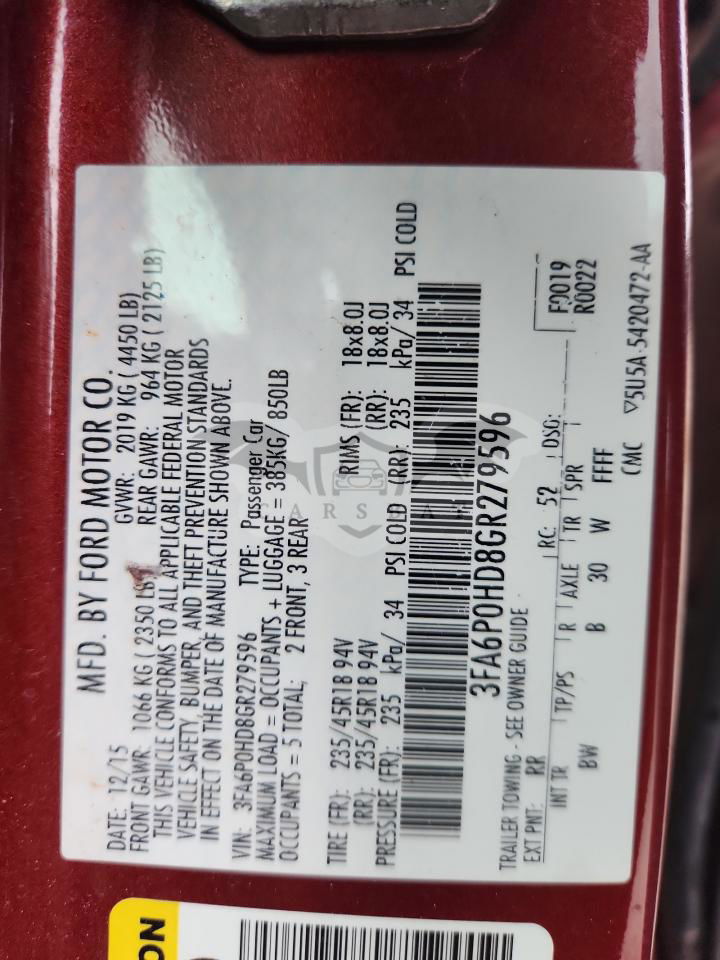 MFD. BY FORD MOTOR CO.
DATE: 12/15 GVWR: 2019 KG ( 4450 LB)
FRONT GAWR: 1066 KG ( 2350 LB) REAR GAWR: 964 KG ( 2125 LB)
THIS VEHICLE CONFORMS TO ALL APPLICABLE FEDERAL MOTOR
VEHICLE SAFETY, BUMPER, AND THEFT PREVENTION STANDARDS
IN EFFECT ON THE DATE OF MANUFACTURE SHOWN ABOVE.
VIN: 3FA6P0HD8GR279596 TYPE: Passenger Car
MAXIMUM LOAD = OCCUPANTS + LUGGAGE = 385KG/ 850LB
OCCUPANTS = 5 TOTAL; 2 FRONT, 3 REAR
TIRE (FR): 235/45R18 94V RIMS (FR): 18x8.0J
(RR): 235/45R18 94V (RR): 18x8.0J
PRESSURE (FR): 235 kPa/ 34 PSI COLD (RR): 235 kPa/ 34 PSI COLD
3FA6P0HD8GR279596
TRAILER TOWING - SEE OWNER GUIDE
EXT PNT: RR RC: 52 DSO: F0019
R0022
INT TR TP/PS R AXLE TR SPR
BW B 30 W FFFF
CMC ▽5U5A-5420472-AA
ON